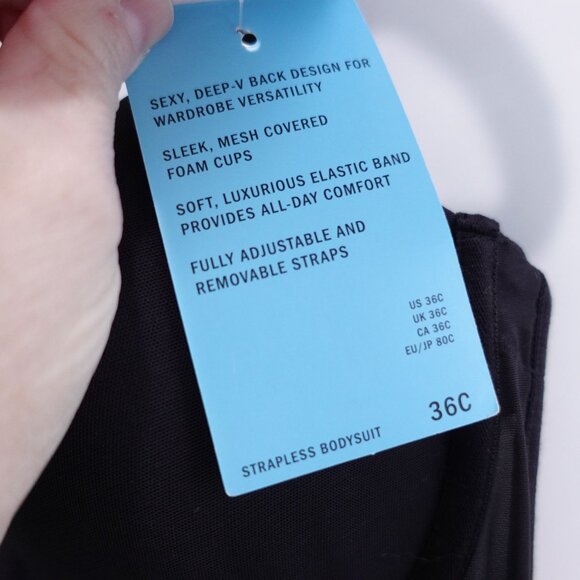 SEXY, DEEP-V BACK DESIGN FOR
WARDROBE VERSATILITY
SLEEK, MESH COVERED
FOAM CUPS
SOFT, LUXURIOUS ELASTIC BAND
PROVIDES ALL-DAY COMFORT
FULLY ADJUSTABLE AND
REMOVABLE STRAPS
US 36C
UK 36C
CA 36C
EU/JP 80C
36C
STRAPLESS BODYSUIT